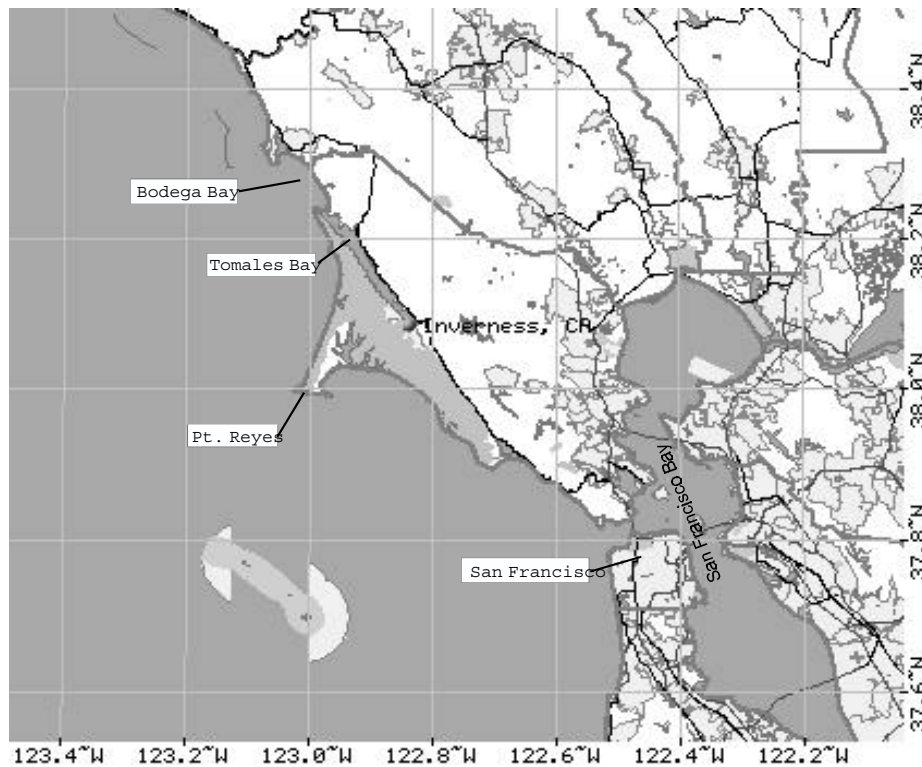 38.4°N
Bodega Bay
38.2°N
Tomales Bay
Inverness, CA
38.0°N
Pt. Reyes
San Francisco Bay
37.8°N
San Francisco
37.6°N
123.4°W 123.2°W 123.0°W 122.8°W 122.6°W 122.4°W 122.2°W